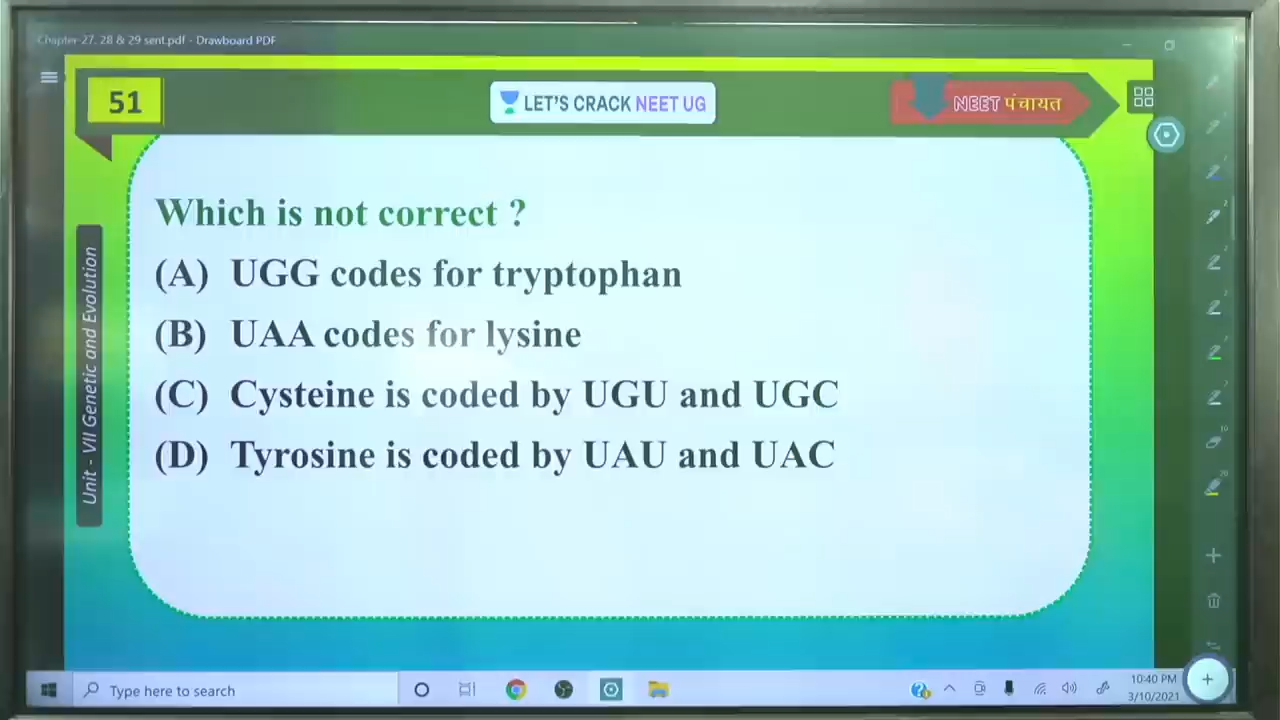 Chapter-27, 28 & 29 sent.pdf - Drawboard PDF
51
LET'S CRACK NEET UG
NEET पंचायत
Unit - VII Genetic and Evolution
Which is not correct ?
(A) UGG codes for tryptophan
(B) UAA codes for lysine
(C) Cysteine is coded by UGU and UGC
(D) Tyrosine is coded by UAU and UAC
Type here to search
10:40 PM
3/10/2021